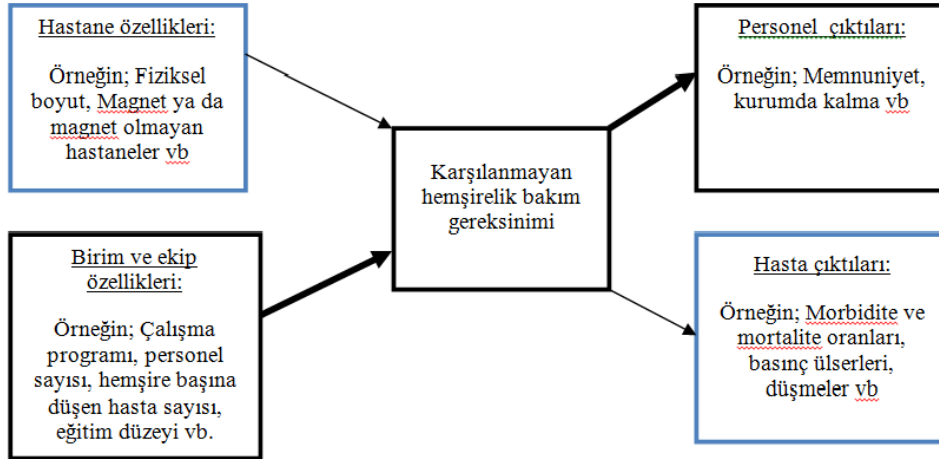 Hastane özellikleri:
Örneğin; Fiziksel
boyut, Magnet ya da
magnet olmayan
hastaneler vb
Birim ve ekip
özellikleri:
Örneğin; Çalışma
programı, personel
sayısı, hemşire başına
düşen hasta sayısı,
eğitim düzeyi vb.
Karşılanmayan
hemşirelik bakım
gereksinimi
Personel çıktıları:
Örneğin; Memnuniyet,
kurumda kalma vb
Hasta çıktıları:
Örneğin; Morbidite ve
mortalite oranları,
basınç ülserleri,
düşmeler vb